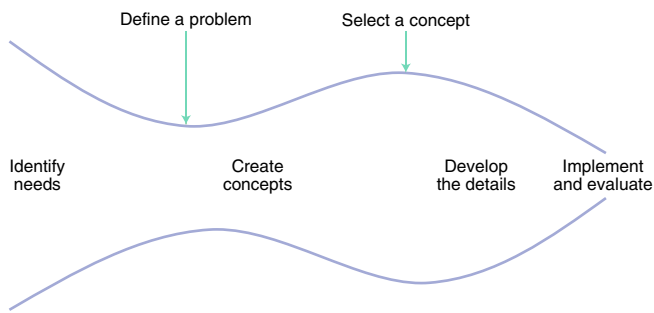 Define a problem
Select a concept
Identify
needs
Create
concepts
Develop
the details
Implement
and evaluate